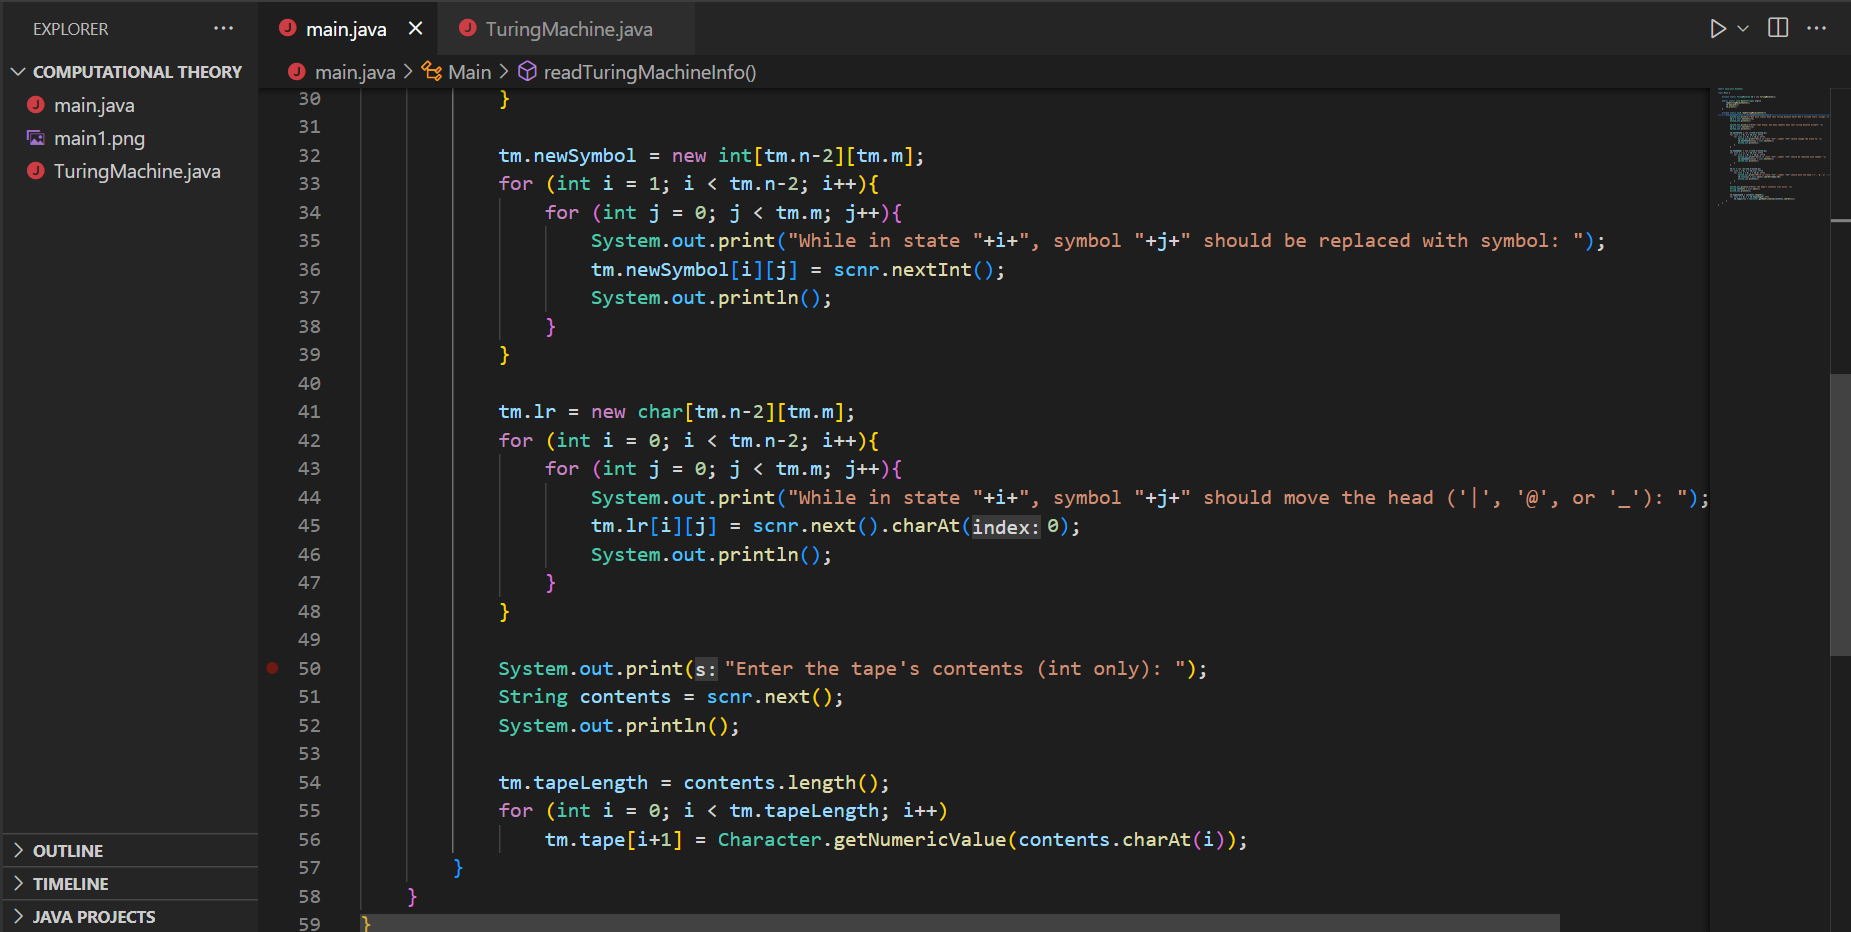 EXPLORER
COMPUTATIONAL THEORY
main.java
main1.png
TuringMachine.java
OUTLINE
TIMELINE
JAVA PROJECTS
main.java
TuringMachine.java
main.java > Main > readTuringMachineInfo()
30 }
31
32 tm.newSymbol = new int[tm.n-2][tm.m];
33 for (int i = 1; i < tm.n-2; i++){
34 for (int j = 0; j < tm.m; j++){
35 System.out.print("While in state "+i+", symbol "+j+" should be replaced with symbol: ");
36 tm.newSymbol[i][j] = scnr.nextInt();
37 System.out.println();
38 }
39 }
40
41 tm.lr = new char[tm.n-2][tm.m];
42 for (int i = 0; i < tm.n-2; i++){
43 for (int j = 0; j < tm.m; j++){
44 System.out.print("While in state "+i+", symbol "+j+" should move the head ('|', '@', or '_'): ");
45 tm.lr[i][j] = scnr.next().charAt(index: 0);
46 System.out.println();
47 }
48 }
49
50 System.out.print(s: "Enter the tape's contents (int only): ");
51 String contents = scnr.next();
52 System.out.println();
53
54 tm.tapeLength = contents.length();
55 for (int i = 0; i < tm.tapeLength; i++)
56 tm.tape[i+1] = Character.getNumericValue(contents.charAt(i));
57 }
58 }
59 }